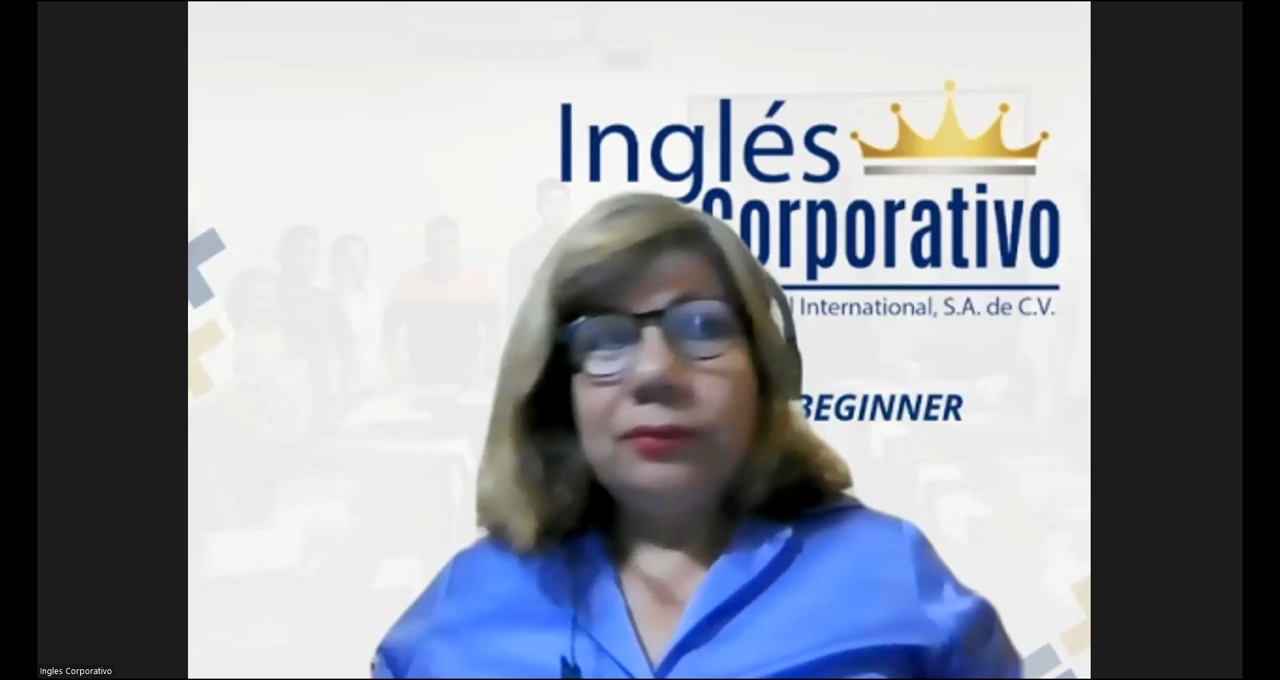 Inglés
Corporativo
International, S.A. de C.V.
BEGINNER
Ingles Corporativo